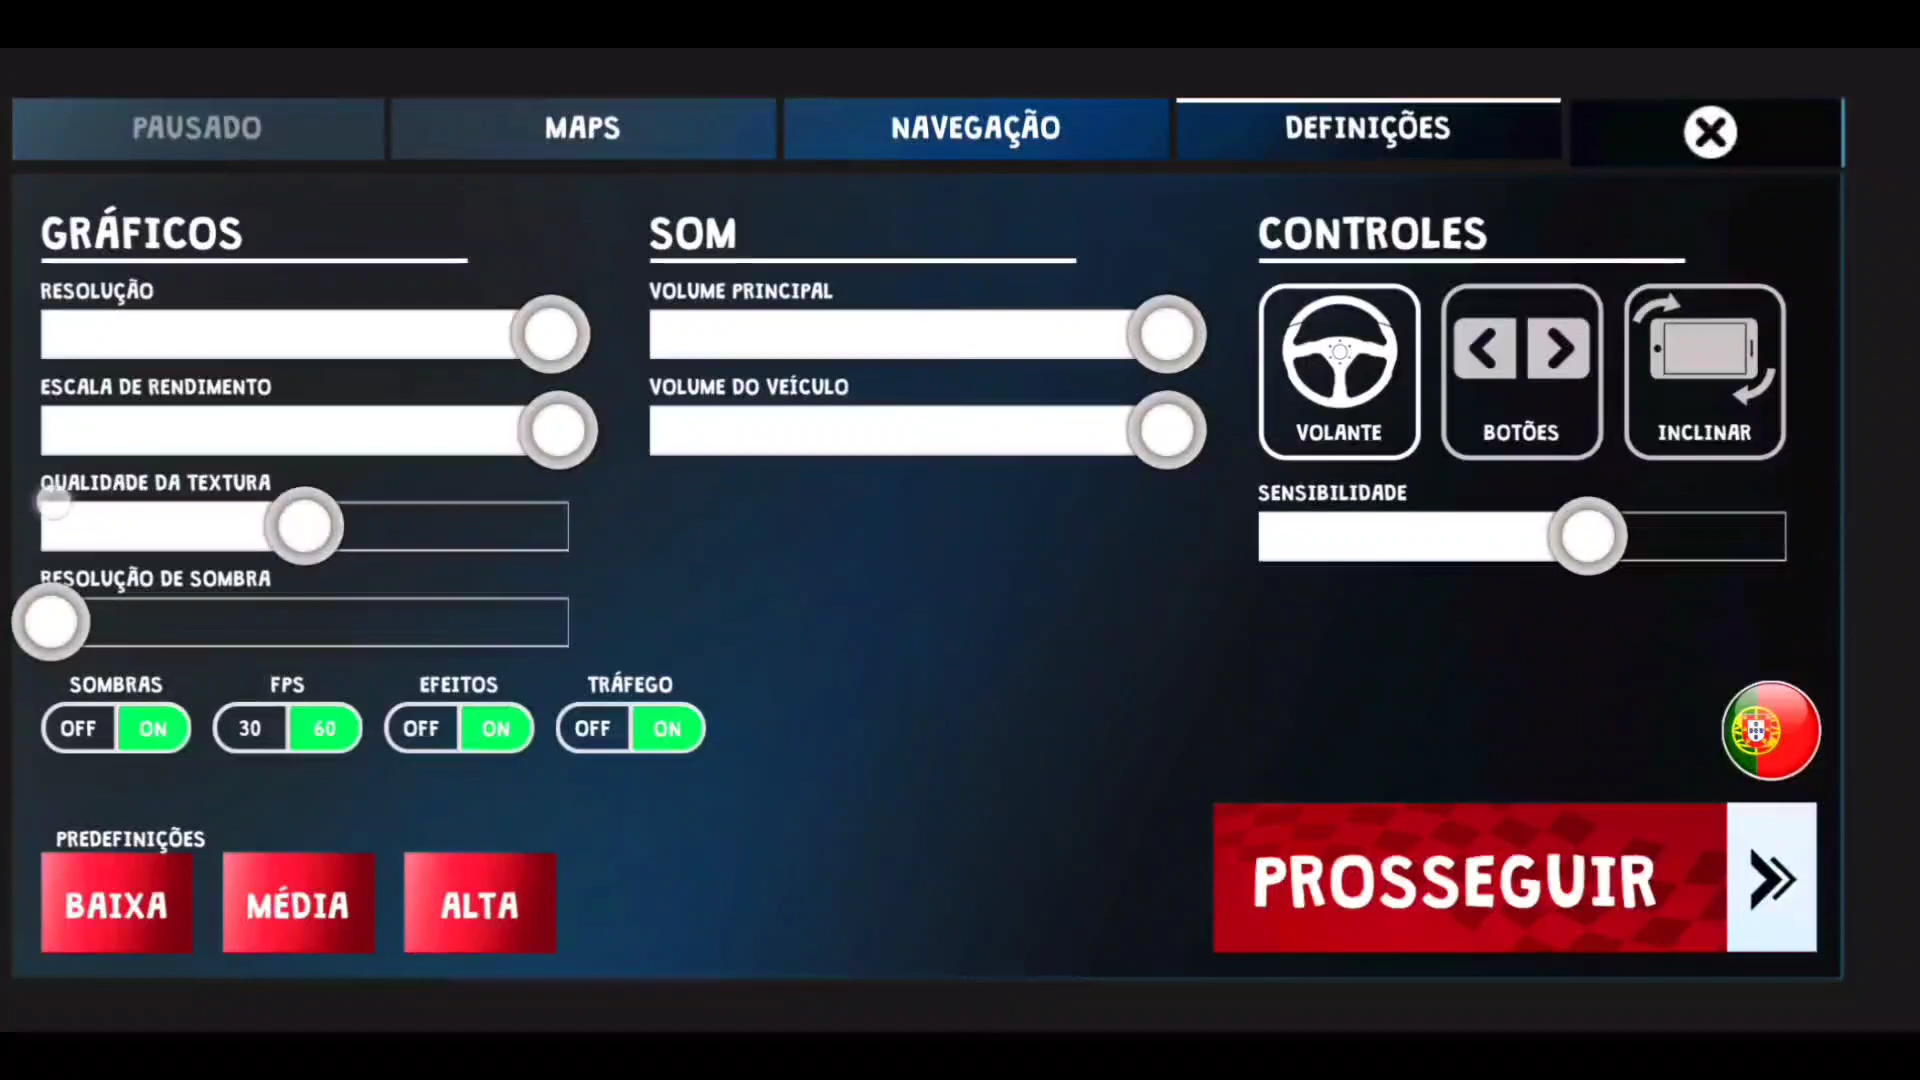 PAUSADO
MAPS
NAVEGAÇÃO
DEFINIÇÕES
GRÁFICOS
RESOLUÇÃO
ESCALA DE RENDIMENTO
QUALIDADE DA TEXTURA
RESOLUÇÃO DE SOMBRA
SOMBRAS
OFF ON
FPS
30 60
EFEITOS
OFF ON
TRÁFEGO
OFF ON
PREDEFINIÇÕES
BAIXA
MÉDIA
ALTA
SOM
VOLUME PRINCIPAL
VOLUME DO VEÍCULO
CONTROLES
VOLANTE
BOTÕES
INCLINAR
SENSIBILIDADE
PROSSEGUIR